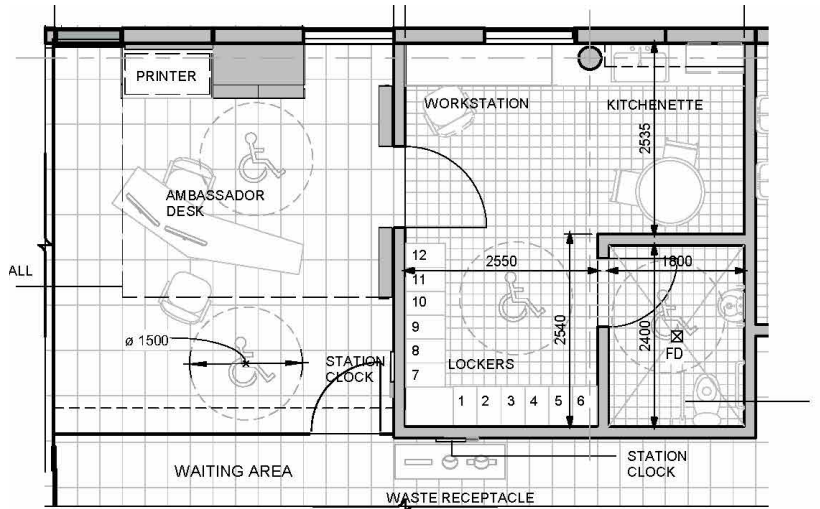 PRINTER
WORKSTATION
KITCHENETTE
2535
AMBASSADOR
DESK
ALL
12
11
10
9
8
7
2550
1800
2540
2400
ø 1500
STATION
CLOCK
LOCKERS
FD
1 2 3 4 5 6
WAITING AREA
STATION
CLOCK
WASTE RECEPTACLE